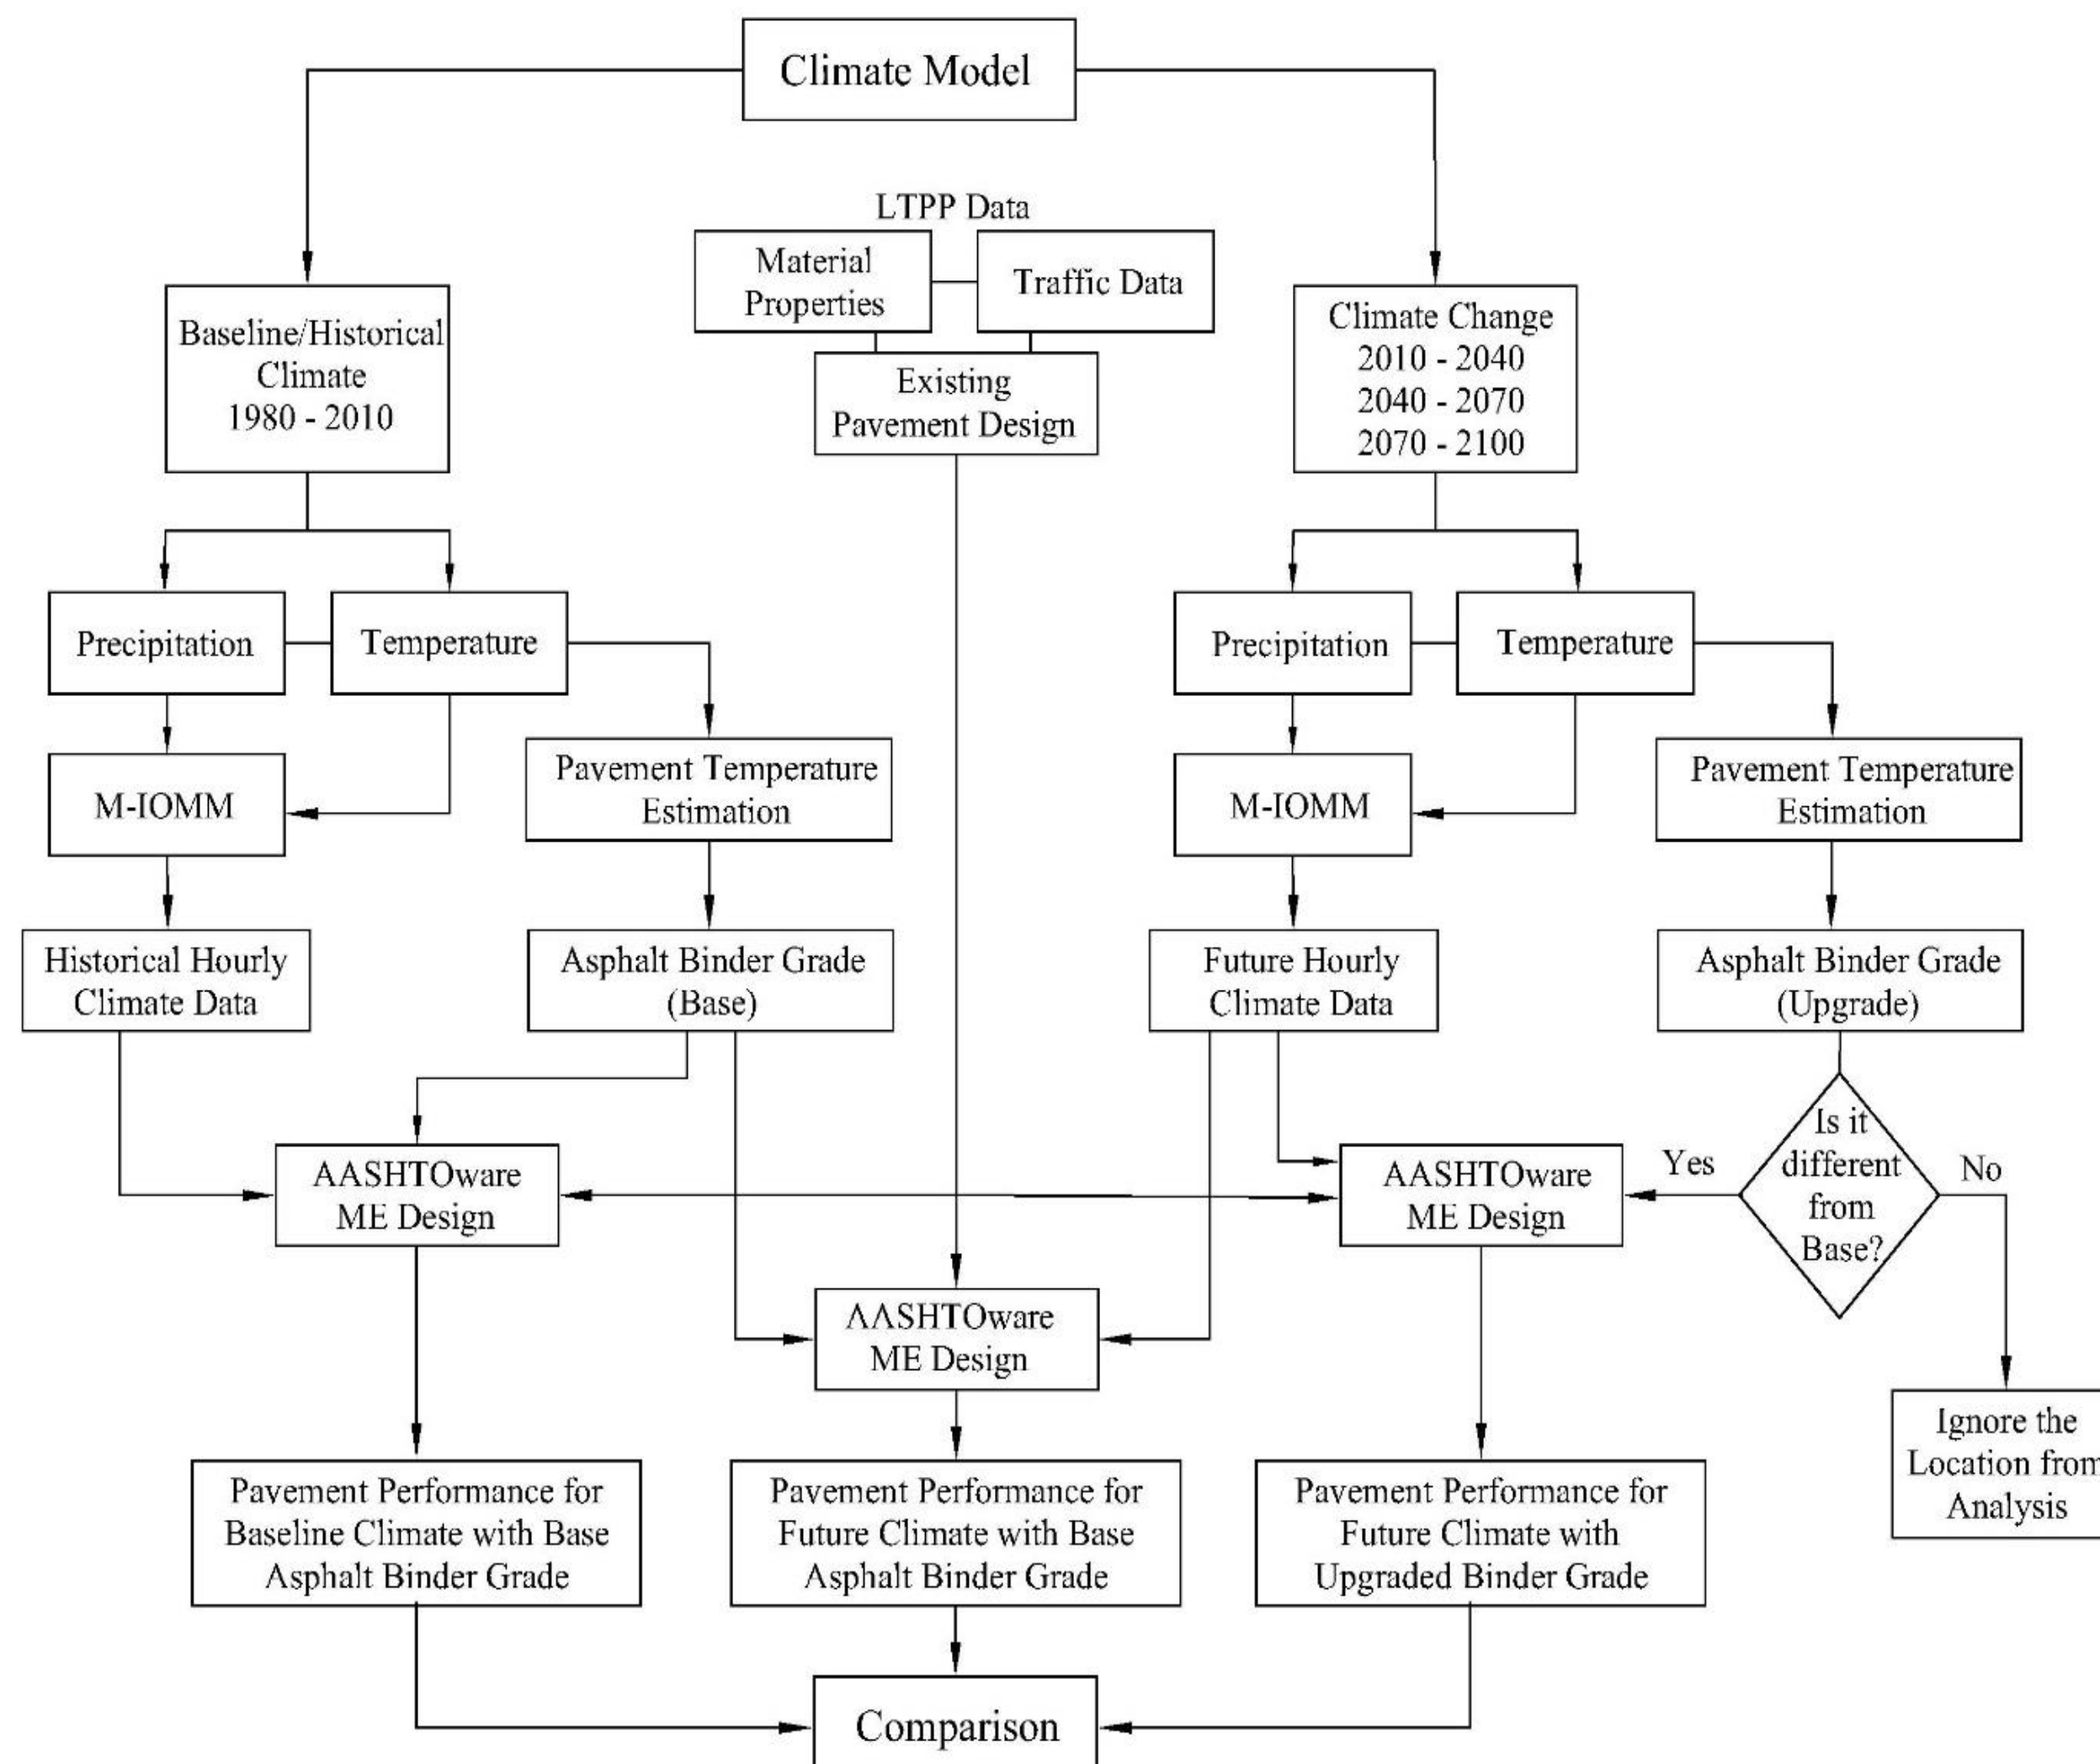 Climate Model
LTPP Data
Material
Properties
Traffic Data
Existing
Pavement Design
Baseline/Historical
Climate
1980 - 2010
Climate Change
2010 - 2040
2040 - 2070
2070 - 2100
Precipitation
Temperature
Precipitation
Temperature
M-IOMM
Pavement Temperature
Estimation
M-IOMM
Pavement Temperature
Estimation
Historical Hourly
Climate Data
Asphalt Binder Grade
(Base)
Future Hourly
Climate Data
Asphalt Binder Grade
(Upgrade)
AASHTOware
ME Design
AASHTOware
ME Design
Yes
Is it
different
from
Base?
No
AASHTOware
ME Design
Ignore the
Location from
Analysis
Pavement Performance for
Baseline Climate with Base
Asphalt Binder Grade
Pavement Performance for
Future Climate with Base
Asphalt Binder Grade
Pavement Performance for
Future Climate with
Upgraded Binder Grade
Comparison